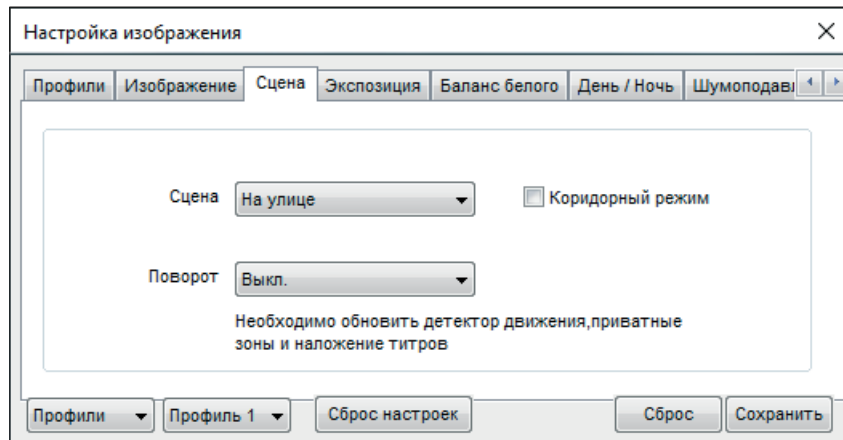 Настройка изображения
Профили Изображение Сцена Экспозиция Баланс белого День / Ночь Шумоподав
Сцена На улице Коридорный режим
Поворот Выкл.
Необходимо обновить детектор движения,приватные
зоны и наложение титров
Профили Профиль 1 Сброс настроек Сброс Сохранить